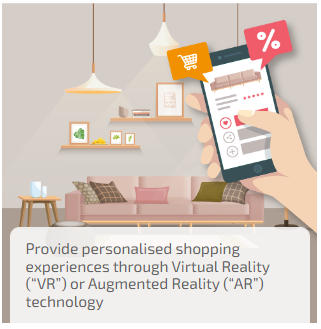 %
Provide personalised shopping
experiences through Virtual Reality
(“VR”) or Augmented Reality (“AR”)
technology